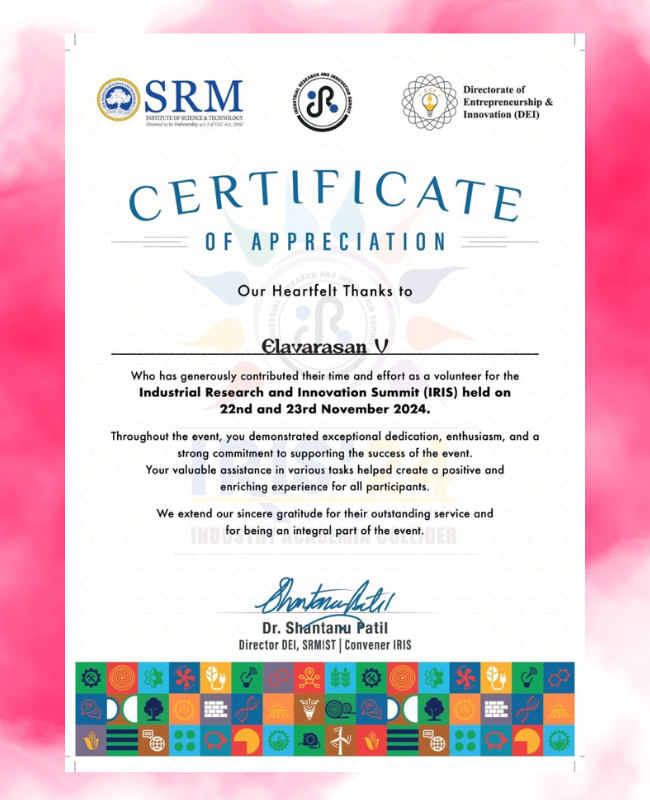 SRM
INSTITUTE OF SCIENCE & TECHNOLOGY
(Deemed to be University u/s 3 of UGC Act, 1956)
INDUSTRIAL RESEARCH AND INNOVATION SUMMIT
Directorate of
Entrepreneurship &
Innovation (DEI)
CERTIFICATE
OF APPRECIATION
Our Heartfelt Thanks to
Elavarasan V
Who has generously contributed their time and effort as a volunteer for the
Industrial Research and Innovation Summit (IRIS) held on
22nd and 23rd November 2024.
Throughout the event, you demonstrated exceptional dedication, enthusiasm, and a
strong commitment to supporting the success of the event.
Your valuable assistance in various tasks helped create a positive and
enriching experience for all participants.
We extend our sincere gratitude for their outstanding service and
for being an integral part of the event.
INDUSTRY ACADEMIA COLLIDER
Shantanu Patil
Dr. Shantanu Patil
Director DEI, SRMIST | Convener IRIS